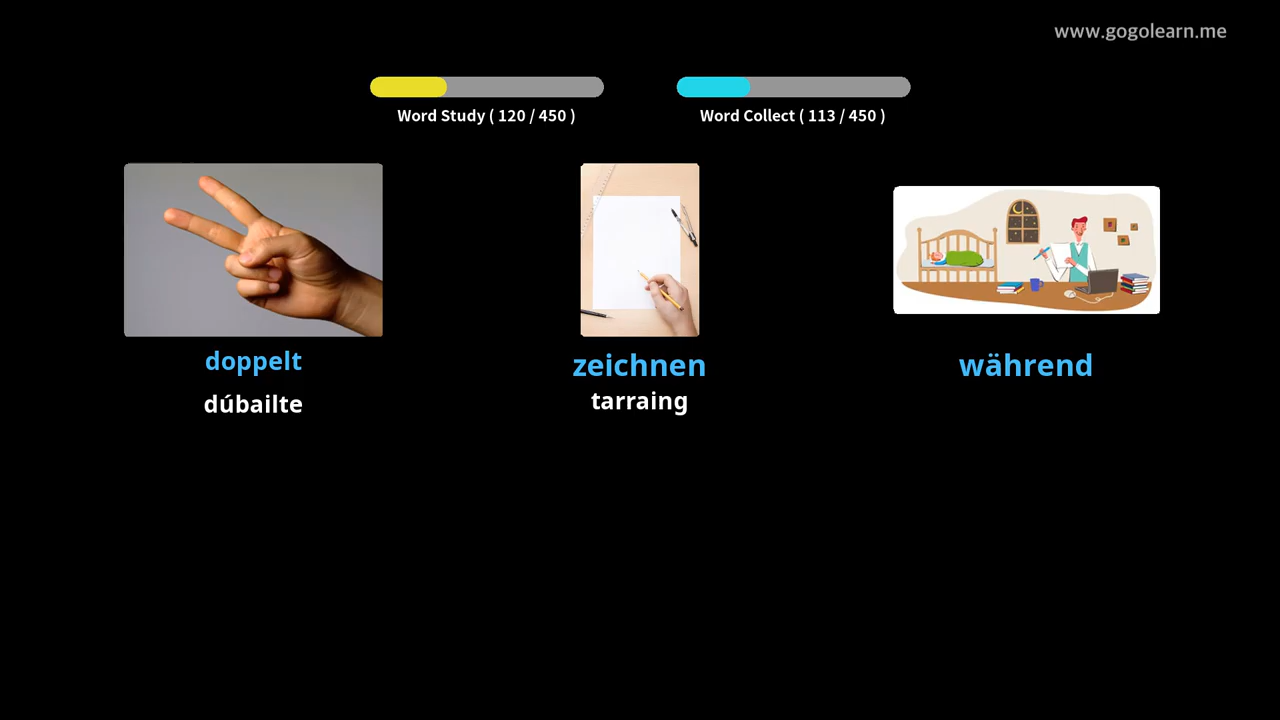 www.gogolearn.me
Word Study ( 120 / 450 )
Word Collect ( 113 / 450 )
doppelt
dúbailte
zeichnen
tarraing
während